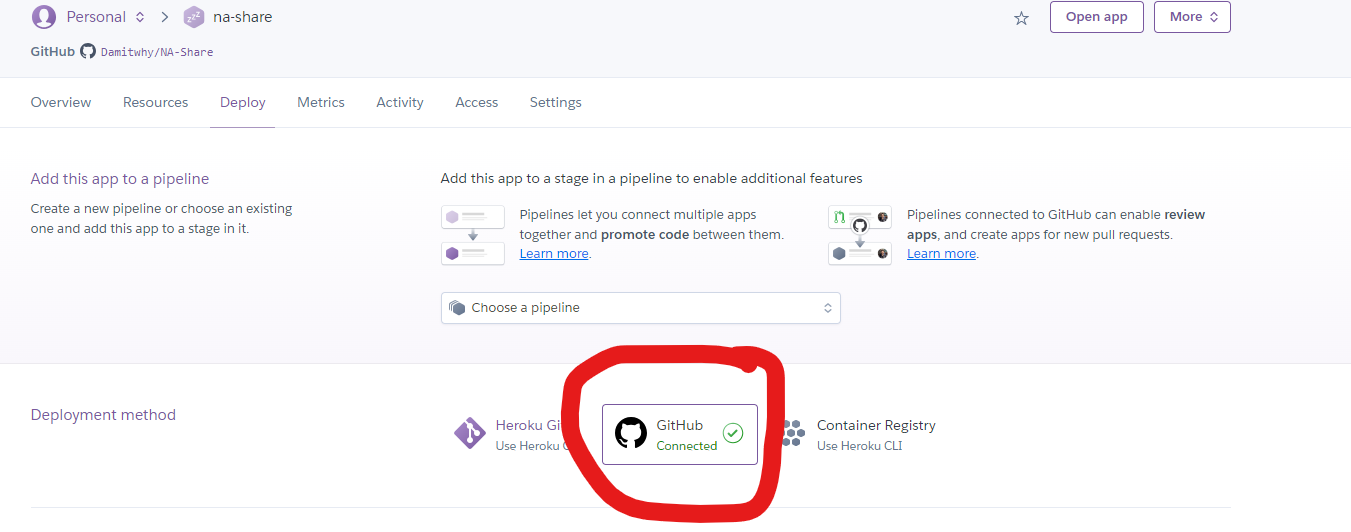 Personal > na-share
Open app
More
GitHub Damitwhy/NA-Share
Overview Resources Deploy Metrics Activity Access Settings
Add this app to a pipeline
Create a new pipeline or choose an existing
one and add this app to a stage in it.
Add this app to a stage in a pipeline to enable additional features
Pipelines let you connect multiple apps
together and promote code between them.
Learn more.
Pipelines connected to GitHub can enable review
apps, and create apps for new pull requests.
Learn more.
Choose a pipeline
Deployment method
Heroku
Use Heroku
GitHub
Connected
Container Registry
Use Heroku CLI